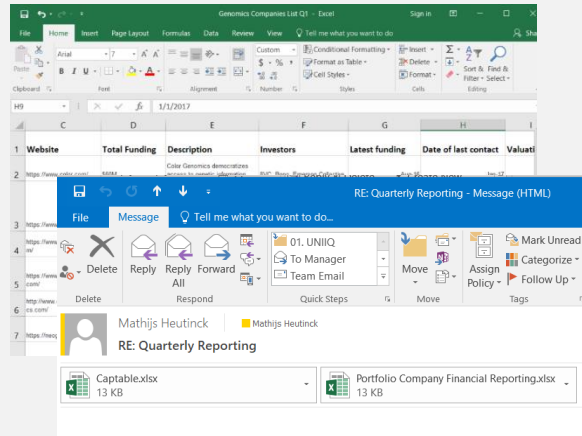 Genomics Companies List Q1 - Excel
Sign in
File Home Insert Page Layout Formulas Data Review View Tell me what you want to do
Arial 7 A A Custom Conditional Formatting Insert
Paste B I U A $ % Format as Table Delete Sort & Find &
Cell Styles Format Filter Select
Clipboard Font Alignment Number Styles Cells Editing
H9 fx 1/1/2017
C D E F G H I
1 Website Total Funding Description Investors Latest funding Date of last contact Valuati
Color Genomics democratizes
2
3 https://www
4
5 .com/
6
7
RE: Quarterly Reporting - Message (HTML)
File Message Tell me what you want to do...
Delete Reply Reply All Forward
01. UNIIQ
To Manager
Team Email
Move Assign Policy
Mark Unread
Categorize
Follow Up
Delete Respond Quick Steps Move Tags
Mathijs Heutinck Mathijs Heutinck
RE: Quarterly Reporting
Captable.xlsx
13 KB
Portfolio Company Financial Reporting.xlsx
13 KB